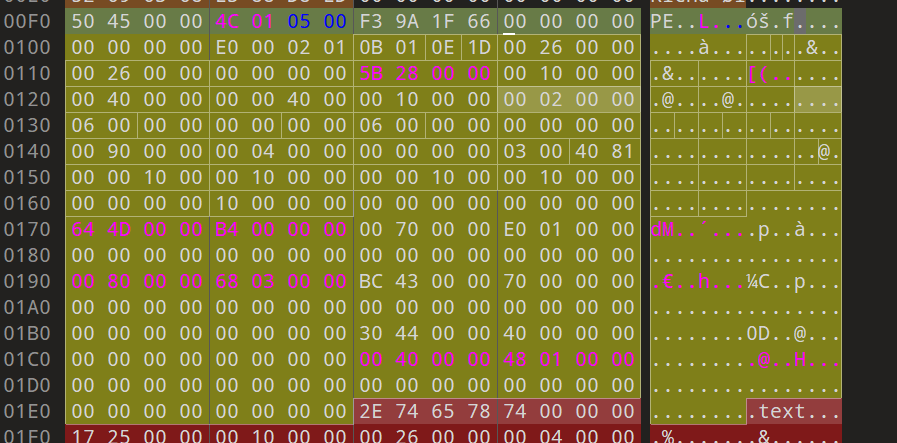 00F0 50 45 00 00 4C 01 05 00 F3 9A 1F 66 00 00 00 00 PE..L...óš.f....
0100 00 00 00 00 E0 00 02 01 0B 01 0E 1D 00 26 00 00 ....à........&..
0110 00 26 00 00 00 00 00 00 5B 28 00 00 00 10 00 00 .&......[(......
0120 00 40 00 00 00 00 40 00 00 10 00 00 00 02 00 00 .@....@.........
0130 06 00 00 00 00 00 00 00 06 00 00 00 00 00 00 00 ................
0140 00 90 00 00 00 04 00 00 00 00 00 00 03 00 40 81 ..............@.
0150 00 00 10 00 00 10 00 00 00 00 10 00 00 10 00 00 ................
0160 00 00 00 00 10 00 00 00 00 00 00 00 00 00 00 00 ................
0170 64 4D 00 00 B4 00 00 00 00 70 00 00 E0 01 00 00 dM..´....p..à...
0180 00 00 00 00 00 00 00 00 00 00 00 00 00 00 00 00 ................
0190 00 80 00 00 68 03 00 00 BC 43 00 00 70 00 00 00 .€..h...¼C..p...
01A0 00 00 00 00 00 00 00 00 00 00 00 00 00 00 00 00 ................
01B0 00 00 00 00 00 00 00 00 30 44 00 00 40 00 00 00 ........0D..@...
01C0 00 00 00 00 00 00 00 00 00 40 00 00 48 01 00 00 .........@..H...
01D0 00 00 00 00 00 00 00 00 00 00 00 00 00 00 00 00 ................
01E0 00 00 00 00 00 00 00 00 2E 74 65 78 74 00 00 00 .........text...
01F0 17 25 00 00 00 10 00 00 00 26 00 00 00 04 00 00 .%.......&......